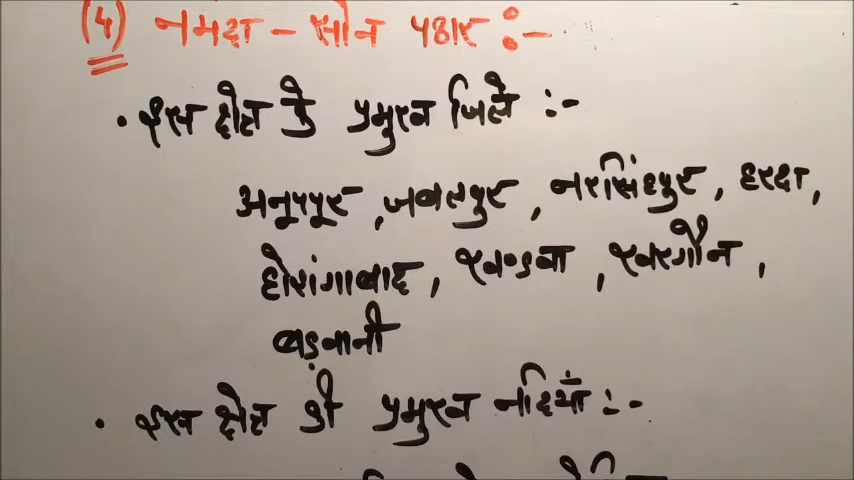 (4) नर्मदा - सोन पठार :-
• इस क्षेत्र के प्रमुख जिले :-
अनूपपूर, जबलपुर, नरसिंहपुर, हरदा,
होशंगाबाद, खण्डवा, खरगौन,
बड़वानी
• इस क्षेत्र की प्रमुख नदियाँ :-